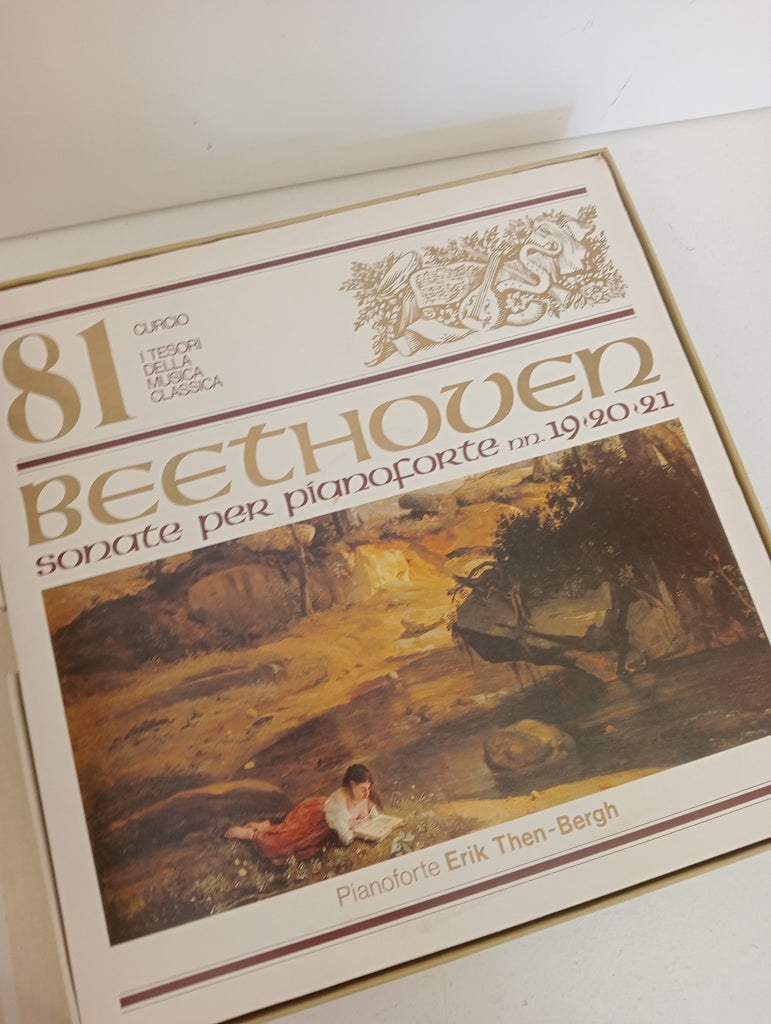 81
CURCIO
I TESORI
DELLA
MUSICA
CLASSICA
BEETHOVEN
sonate per pianoforte nn. 19·20·21
Pianoforte Erik Then-Bergh